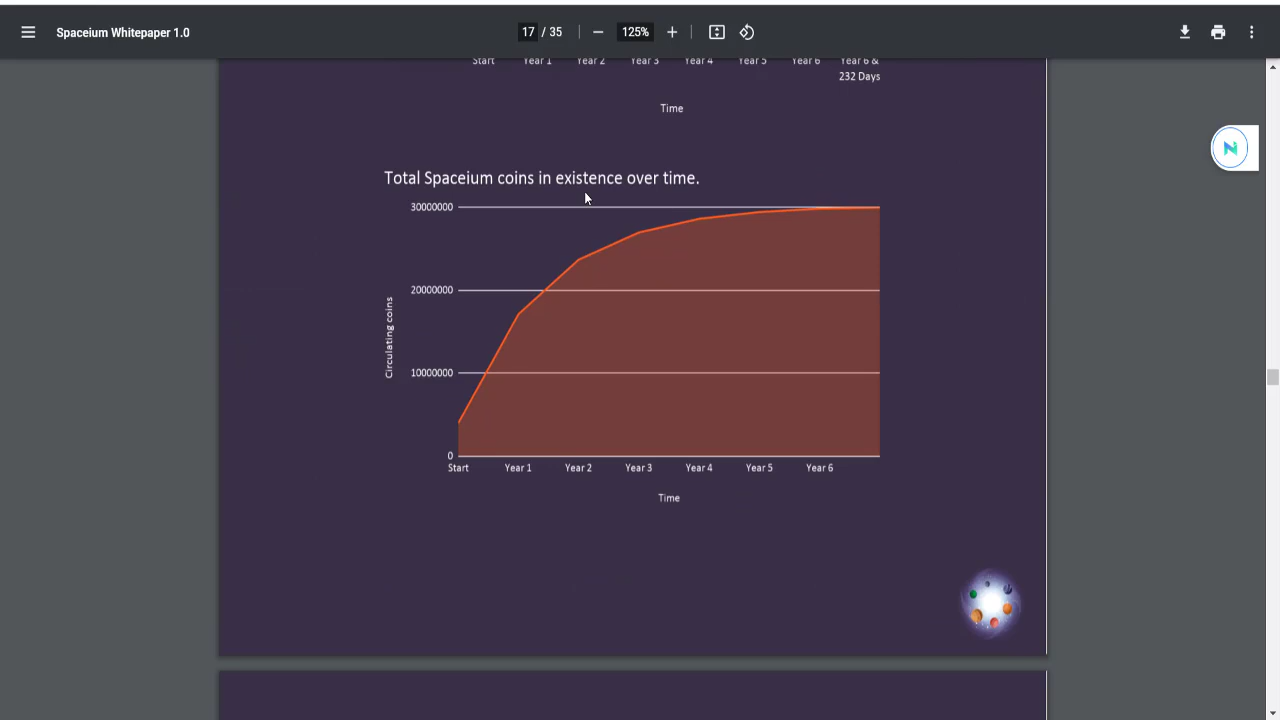 Spaceium Whitepaper 1.0
17 / 35
125%
Start Year 1 Year 2 Year 3 Year 4 Year 5 Year 6 Year 6 &
232 Days
Time
Total Spaceium coins in existence over time.
30000000
20000000
Circulating coins
10000000
0
Start Year 1 Year 2 Year 3 Year 4 Year 5 Year 6
Time
N